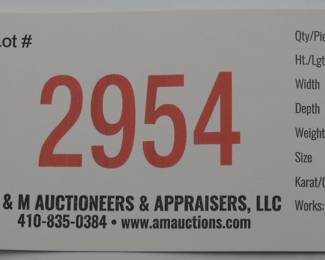 ot #
2954
& M AUCTIONEERS & APPRAISERS, LLC
410-835-0384 • www.amauctions.com
Qty/Pie
Ht./Lgt
Width
Depth
Weight
Size
Karat/
Works: